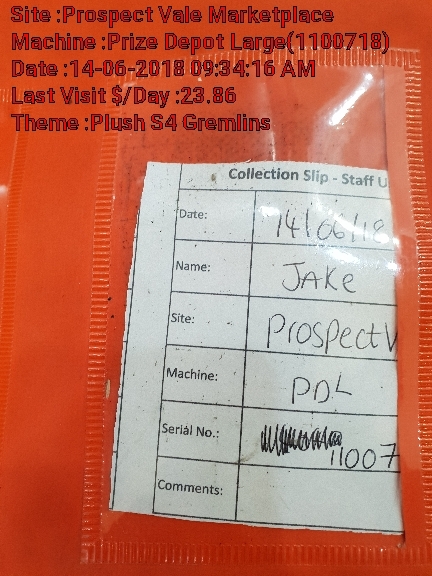 Site :Prospect Vale Marketplace
Machine :Prize Depot Large(1100718)
Date :14-06-2018 09:34:16 AM
Last Visit $/Day :23.86
Theme :Plush S4 Gremlins
Collection Slip - Staff U
Date: 14/06/18
Name: JAKe
Site: Prospect V
Machine: PDL
Serial No.: 11007
Comments: